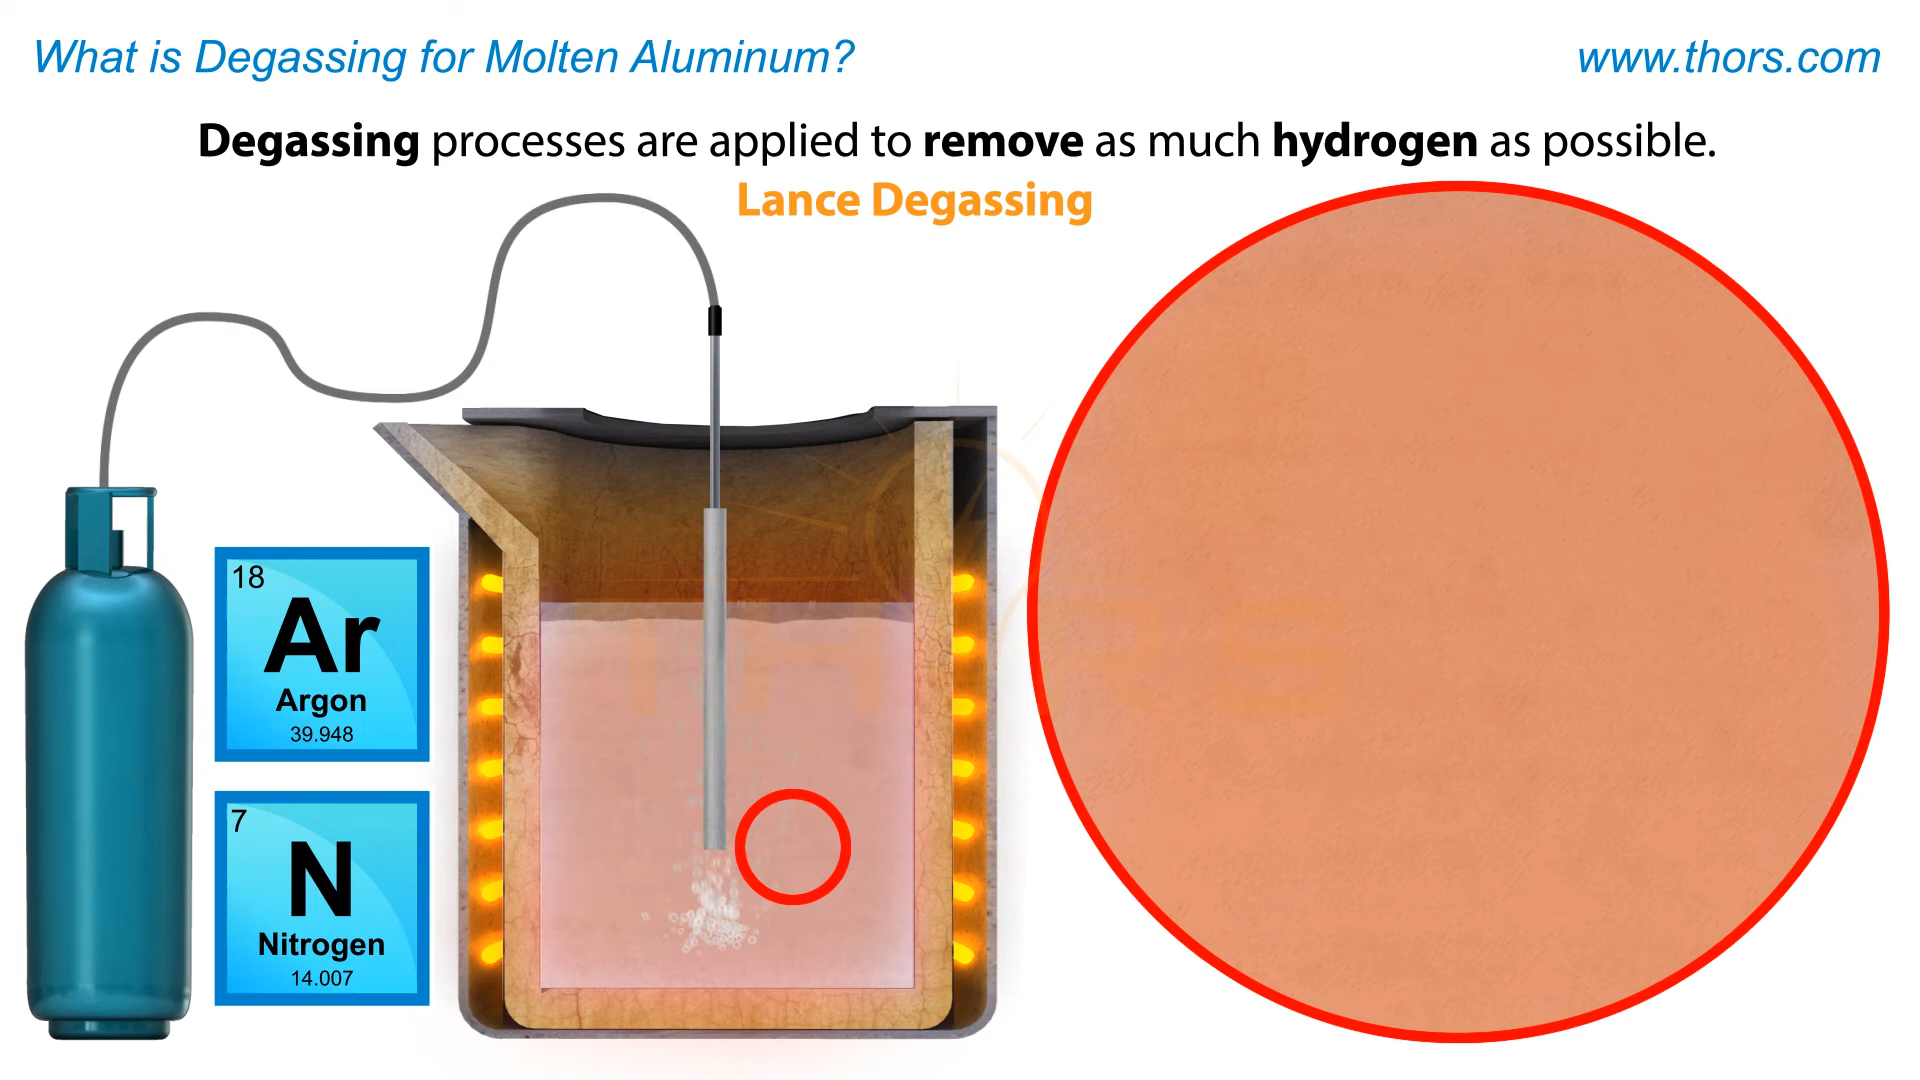 What is Degassing for Molten Aluminum?
www.thors.com
Degassing processes are applied to remove as much hydrogen as possible.
Lance Degassing
18
Ar
Argon
39.948
7
N
Nitrogen
14.007
THORS